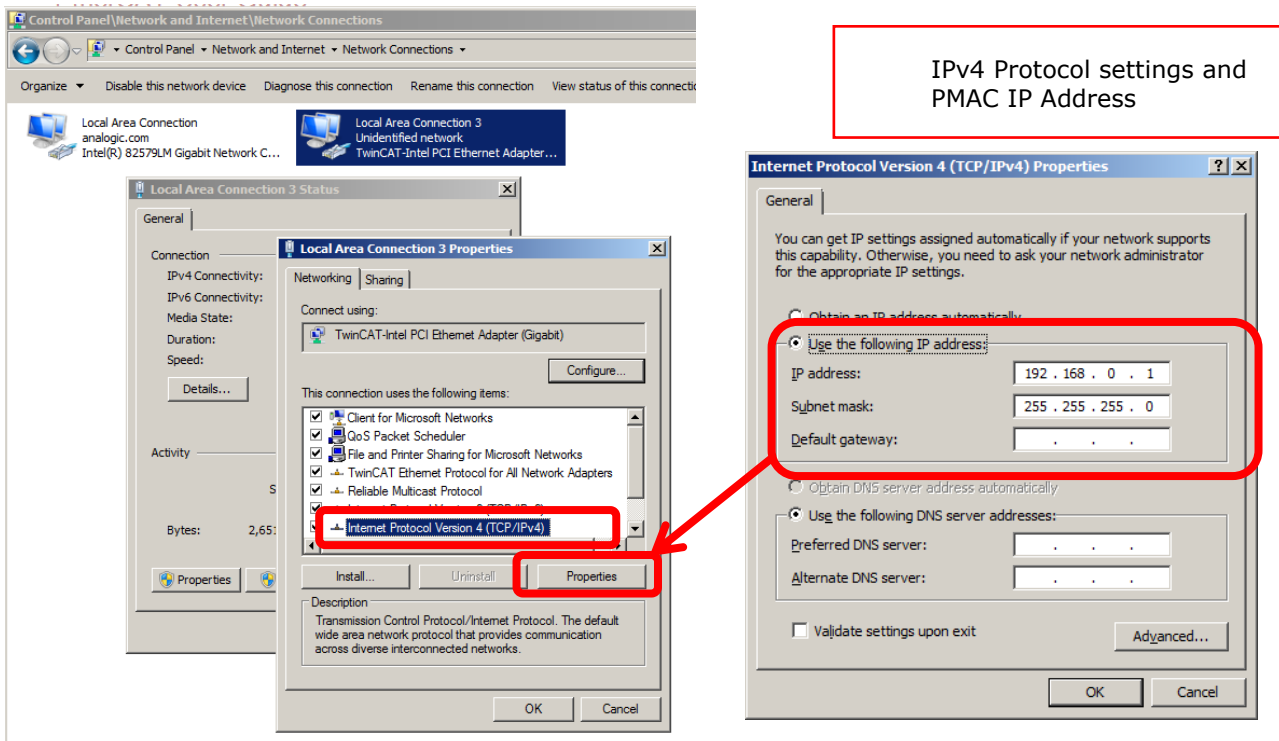 Control Panel\Network and Internet\Network Connections
Control Panel Network and Internet Network Connections
Organize Disable this network device Diagnose this connection Rename this connection View status of this connectio
Local Area Connection
analogic.com
Intel(R) 82579LM Gigabit Network C...
Local Area Connection 3
Unidentified network
TwinCAT-Intel PCI Ethernet Adapter...
IPv4 Protocol settings and
PMAC IP Address
Local Area Connection 3 Status
General
Connection
IPv4 Connectivity:
IPv6 Connectivity:
Media State:
Duration:
Speed:
Details...
Activity
S
Bytes: 2,65
Properties
Local Area Connection 3 Properties
Networking Sharing
Connect using:
TwinCAT-Intel PCI Ethernet Adapter (Gigabit)
Configure...
This connection uses the following items:
Client for Microsoft Networks
QoS Packet Scheduler
File and Printer Sharing for Microsoft Networks
TwinCAT Ethernet Protocol for All Network Adapters
Reliable Multicast Protocol
Internet Protocol Version 4 (TCP/IPv4)
Install... Uninstall Properties
Description
Transmission Control Protocol/Internet Protocol. The default
wide area network protocol that provides communication
across diverse interconnected networks.
OK Cancel
Internet Protocol Version 4 (TCP/IPv4) Properties
General
You can get IP settings assigned automatically if your network supports
this capability. Otherwise, you need to ask your network administrator
for the appropriate IP settings.
Obtain an IP address automatically
Use the following IP address:
IP address: 192 . 168 . 0 . 1
Subnet mask: 255 . 255 . 255 . 0
Default gateway: . . .
Obtain DNS server address automatically
Use the following DNS server addresses:
Preferred DNS server: . . .
Alternate DNS server: . . .
Validate settings upon exit
Advanced...
OK Cancel